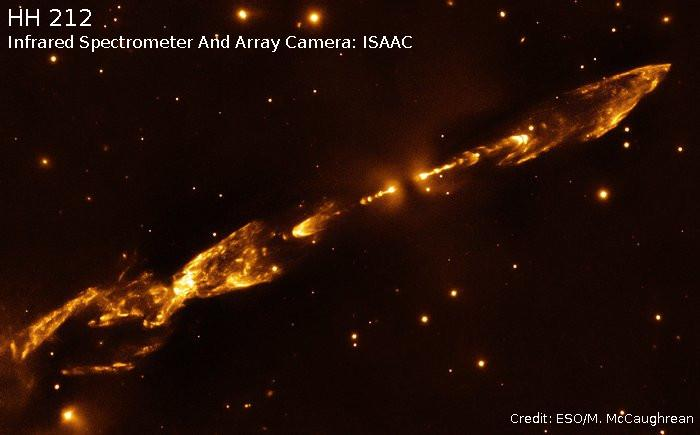 HH 212
Infrared Spectrometer And Array Camera: ISAAC
Credit: ESO/M. McCaughrean